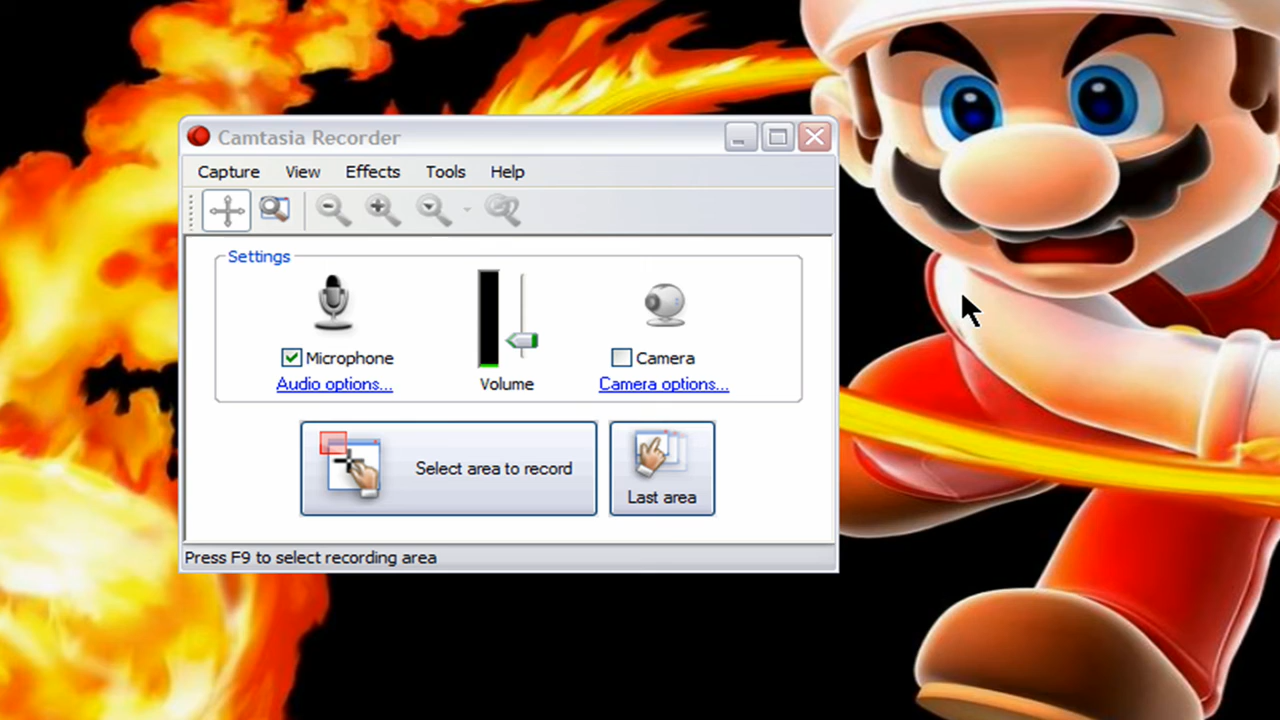 Camtasia Recorder
Capture View Effects Tools Help
Settings
Microphone
Camera
Audio options...
Volume
Camera options...
Select area to record
Last area
Press F9 to select recording area